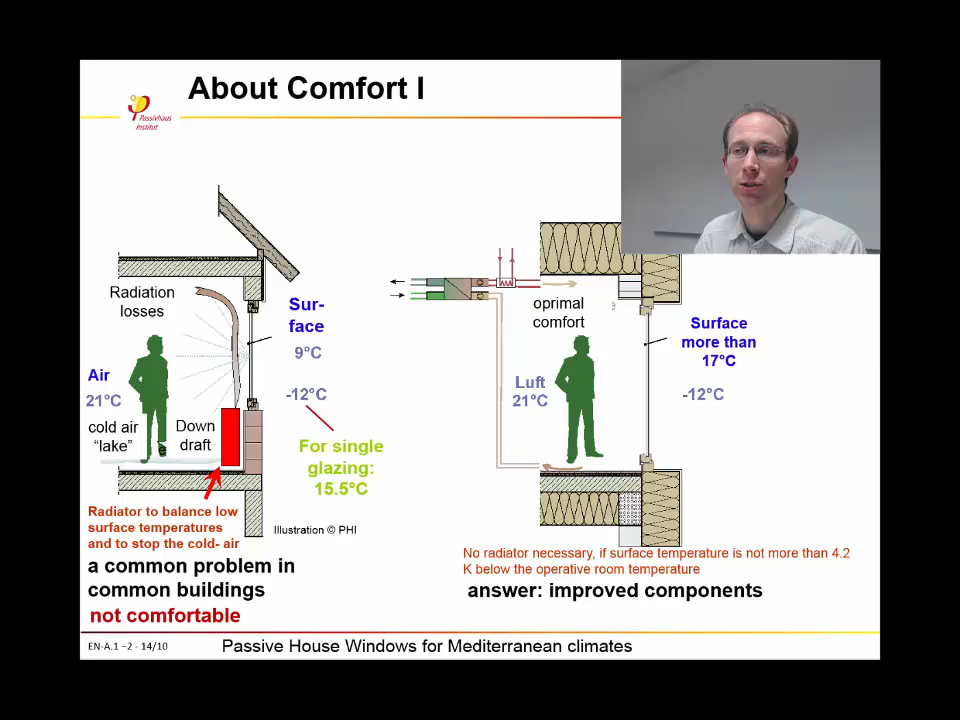 About Comfort I
Passivhaus
Institut
Radiation
losses
Sur-
face
9°C
-12°C
Air
21°C
cold air
“lake”
Down
draft
For single
glazing:
15.5°C
Radiator to balance low
surface temperatures
and to stop the cold- air
Illustration © PHI
a common problem in
common buildings
not comfortable
oprimal
comfort
e
Luft
21°C
Surface
more than
17°C
-12°C
No radiator necessary, if surface temperature is not more than 4.2
K below the operative room temperature
answer: improved components
EN-A.1 –2 - 14/10
Passive House Windows for Mediterranean climates